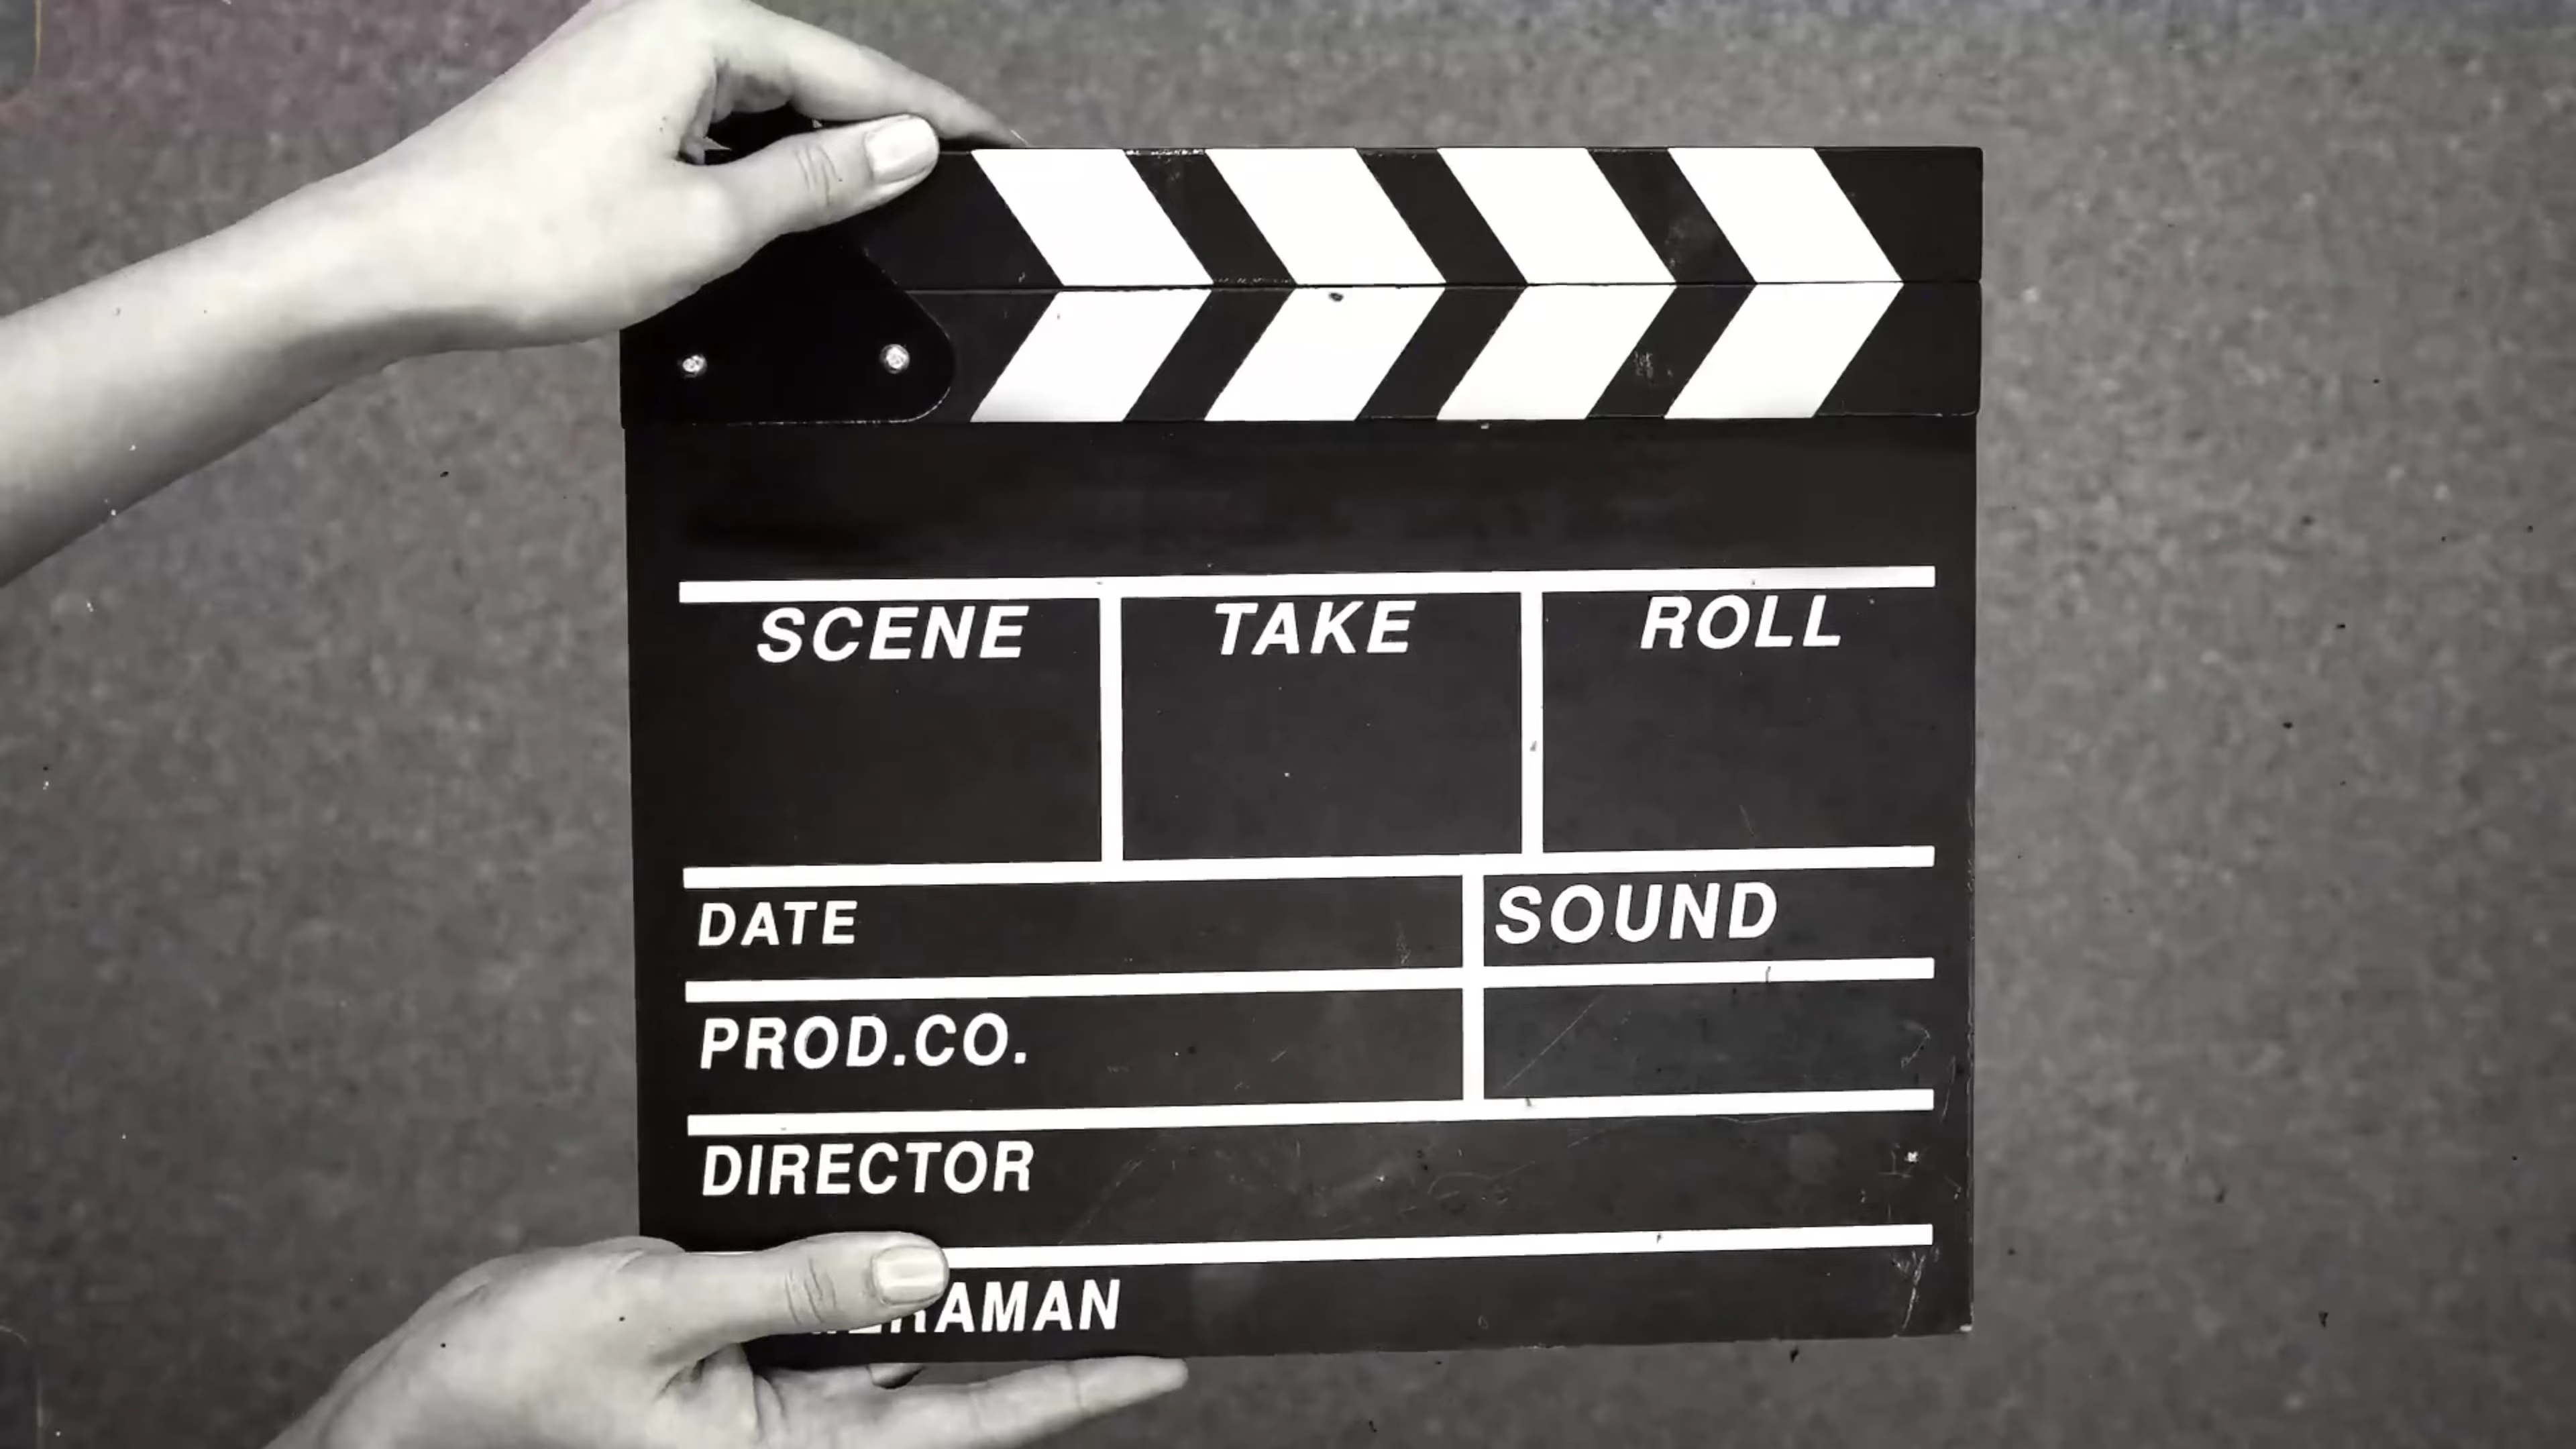 SCENE TAKE ROLL
DATE SOUND
PROD.CO.
DIRECTOR